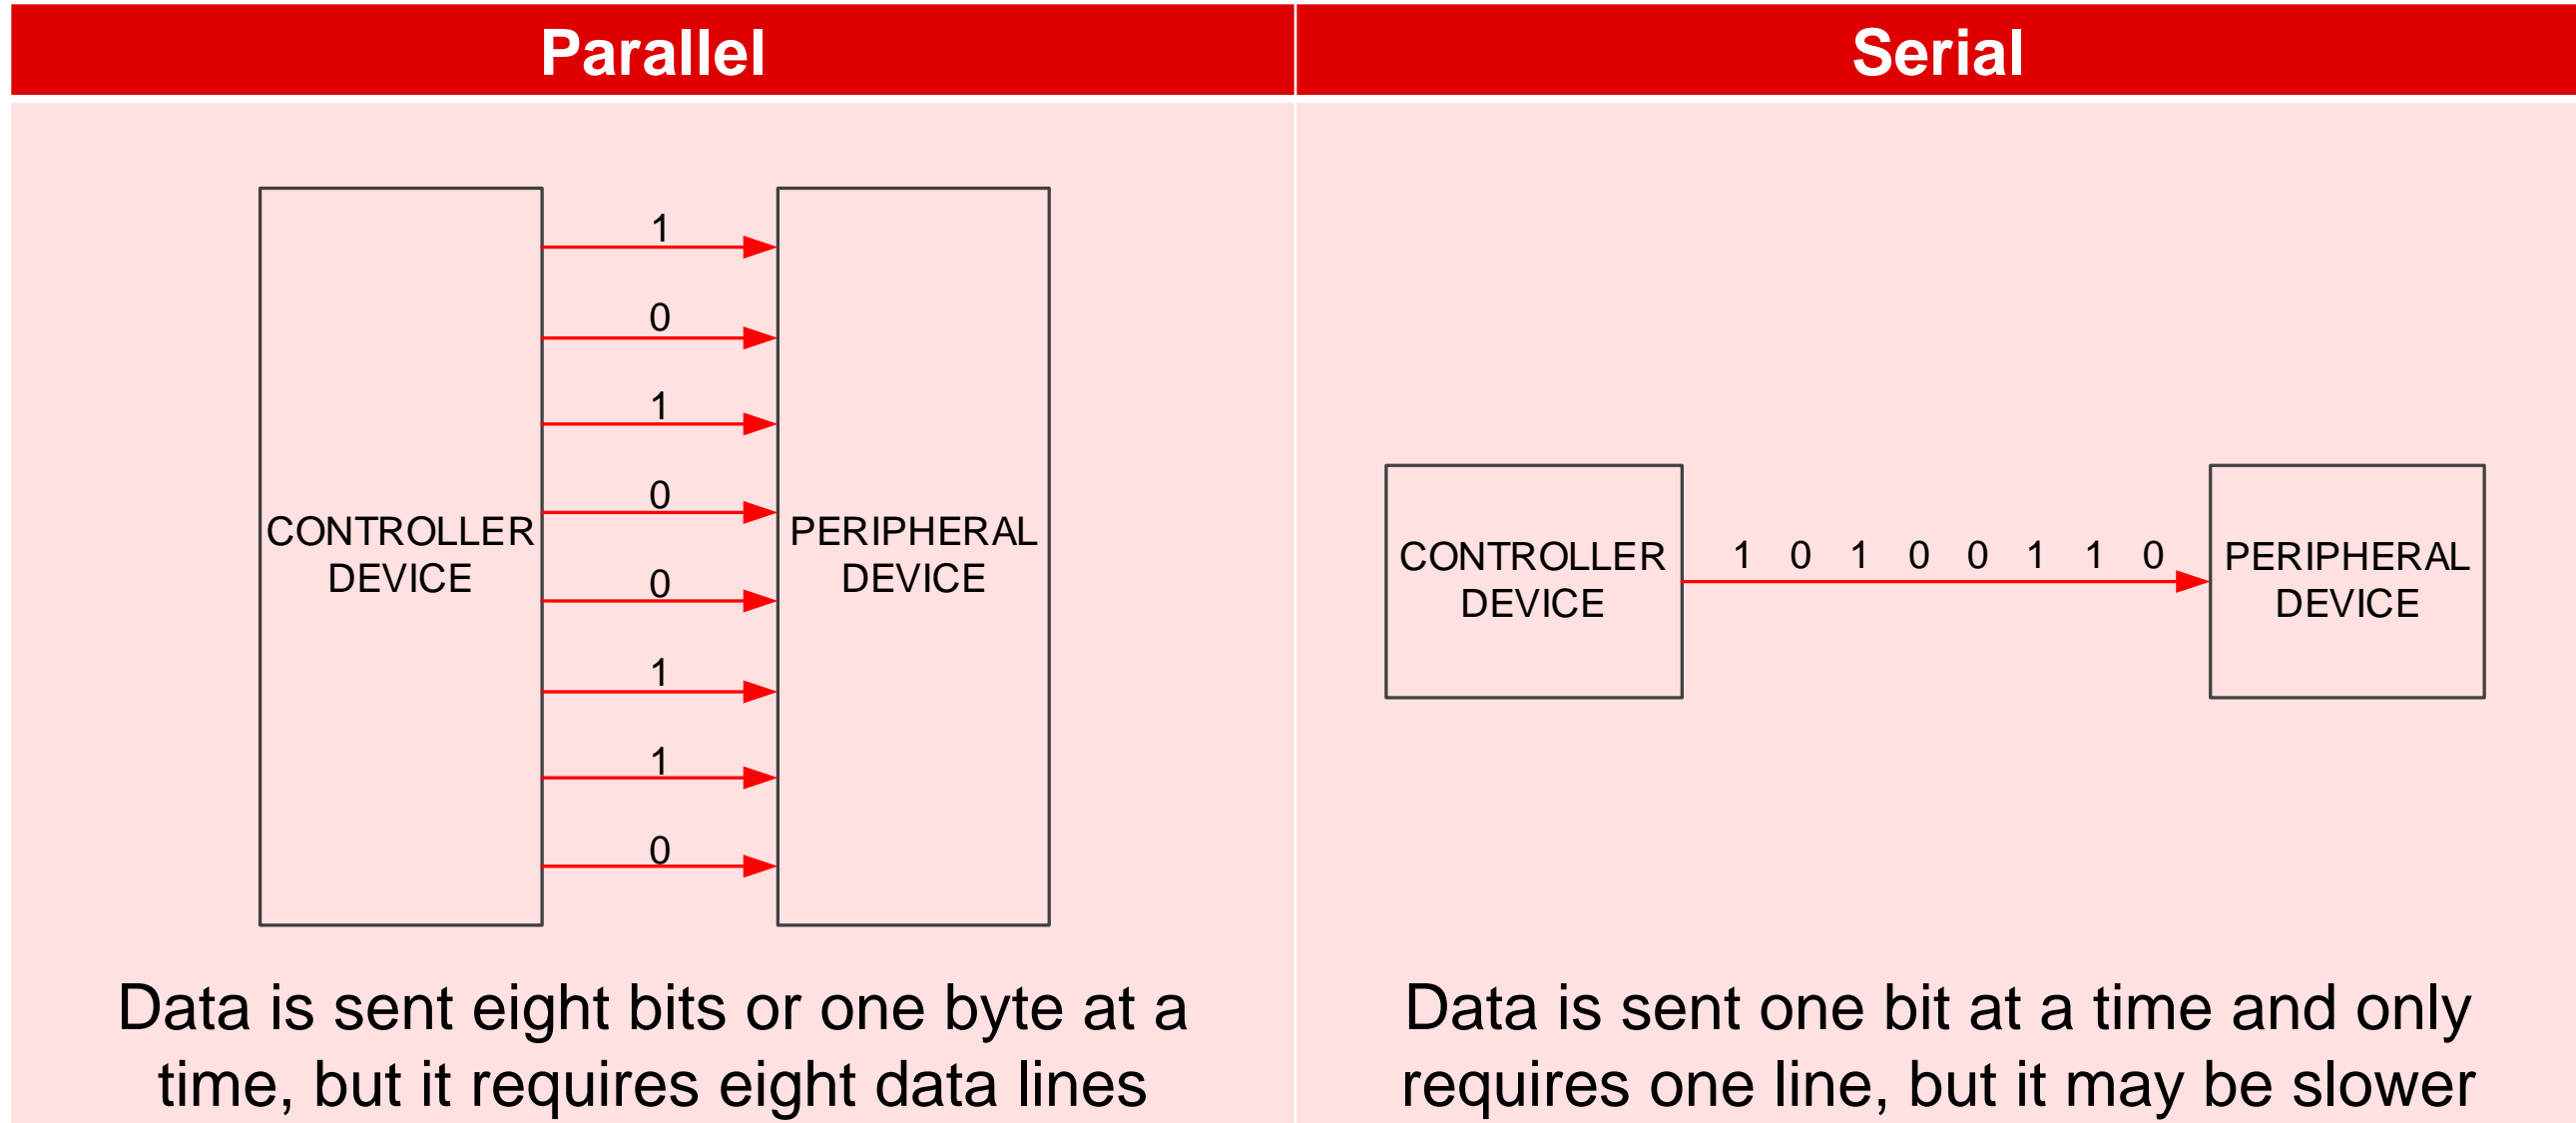 Parallel
Serial
1
0
1
0
0
1
1
0
CONTROLLER
DEVICE
PERIPHERAL
DEVICE
Data is sent eight bits or one byte at a
time, but it requires eight data lines
CONTROLLER
DEVICE
1 0 1 0 0 1 1 0
PERIPHERAL
DEVICE
Data is sent one bit at a time and only
requires one line, but it may be slower